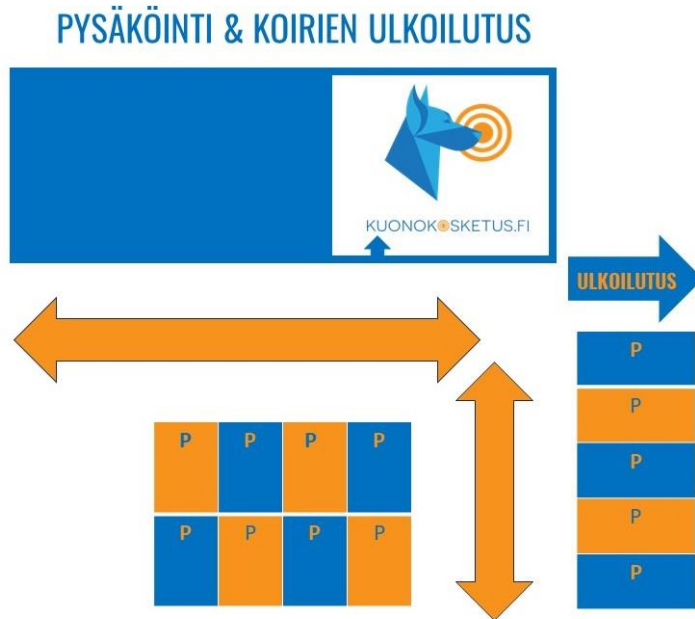 PYSÄKÖINTI & KOIRIEN ULKOILUTUS
KUONOKOSKETUS.FI
ULKOILUTUS
P
P
P
P
P
P P P P
P P P P